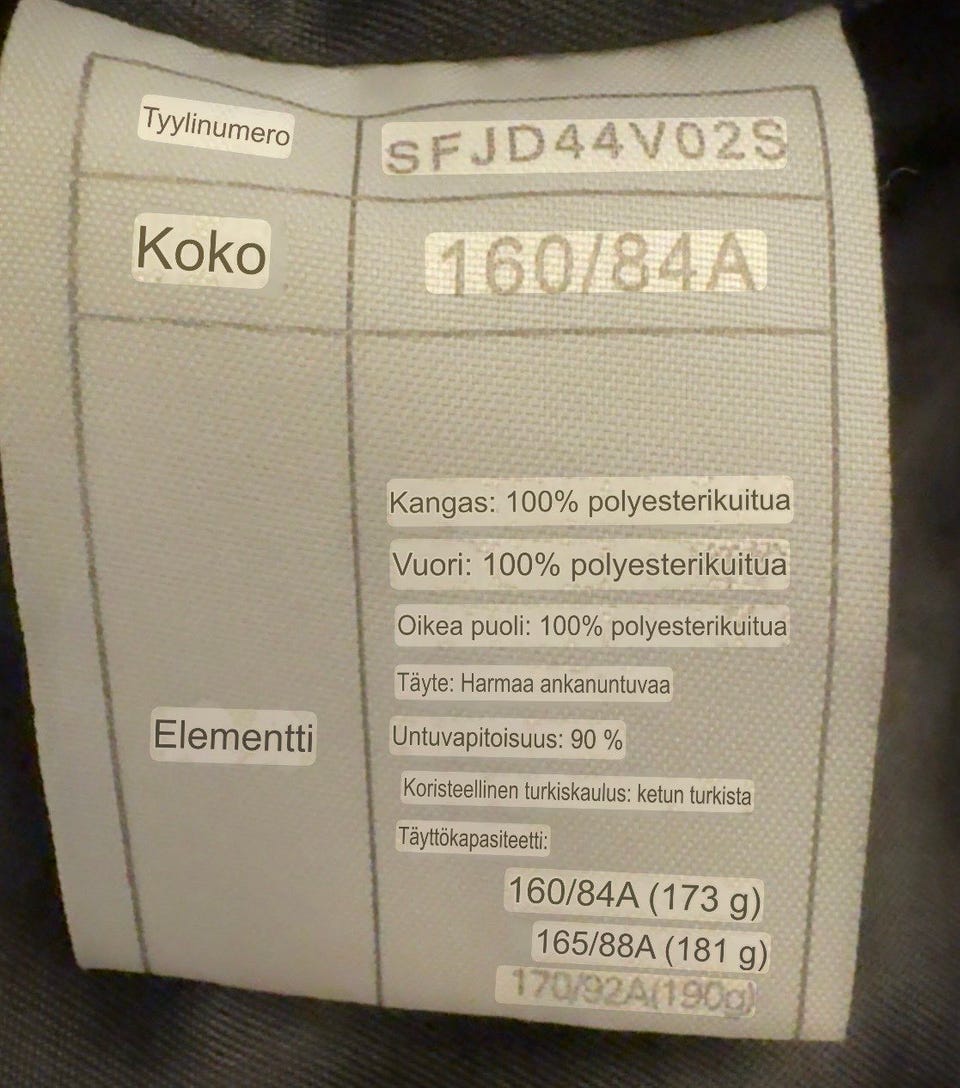 Tyylinumero
SFJD44V02S
Koko
160/84A
Kangas: 100% polyesterikuitua
Vuori: 100% polyesterikuitua
Oikea puoli: 100% polyesterikuitua
Täyte: Harmaa ankanuntuvaa
Elementti
Untuvapitoisuus: 90 %
Koristeellinen turkiskaulus: ketun turkista
Täyttökapasiteetti:
160/84A (173 g)
165/88A (181 g)
170/92A(190g)